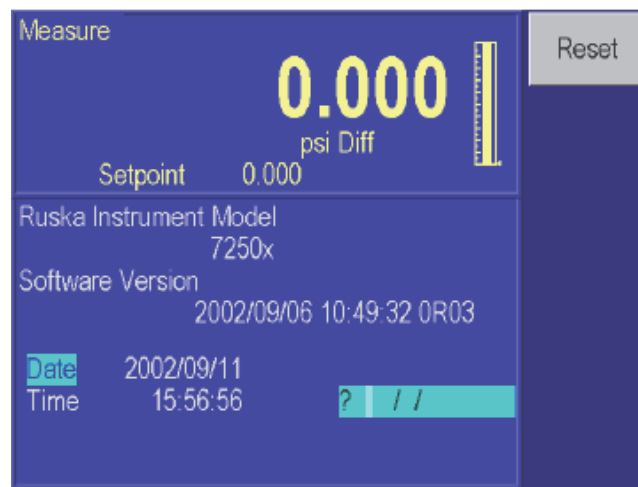 Measure
Reset
0.000
psi Diff
Setpoint 0.000
Ruska Instrument Model
7250x
Software Version
2002/09/06 10:49:32 0R03
Date 2002/09/11
Time 15:56:56 ? / /